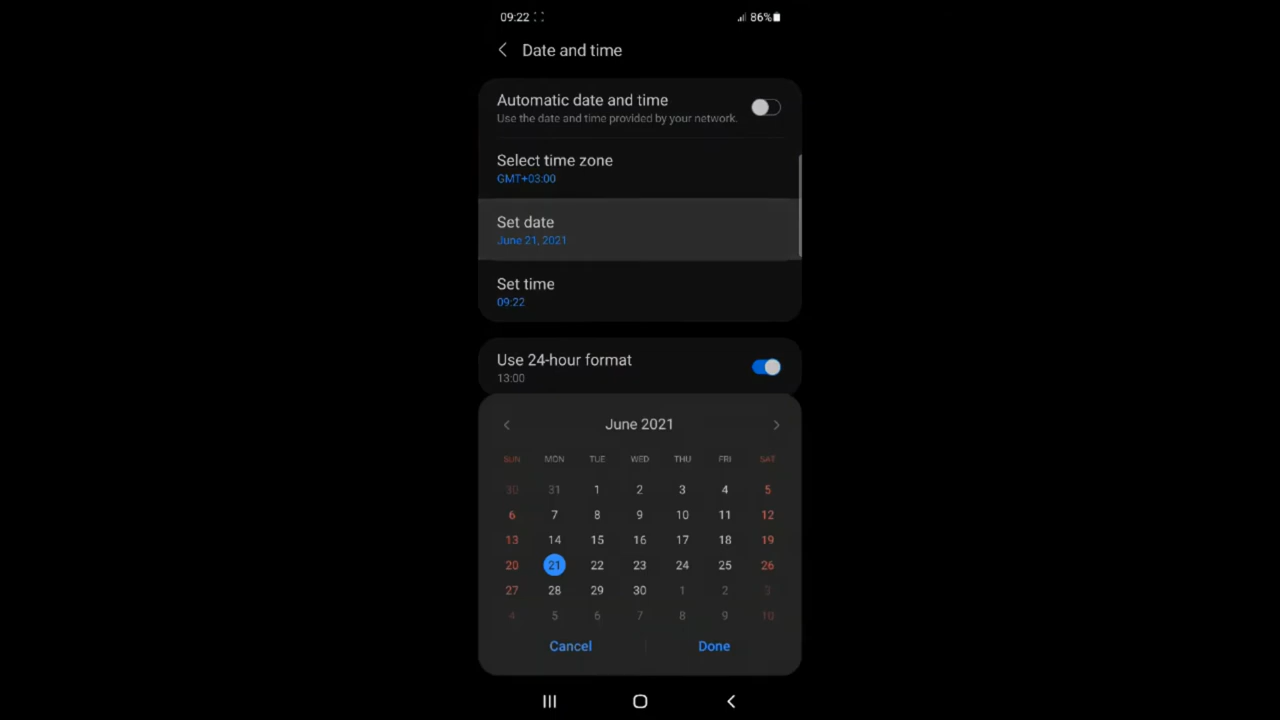 09:22 86%
Date and time
Automatic date and time
Use the date and time provided by your network.
Select time zone
GMT+03:00
Set date
June 21, 2021
Set time
09:22
Use 24-hour format
13:00
June 2021
SUN MON TUE WED THU FRI SAT
30 31 1 2 3 4 5
6 7 8 9 10 11 12
13 14 15 16 17 18 19
20 21 22 23 24 25 26
27 28 29 30 1 2 3
4 5 6 7 8 9 10
Cancel Done